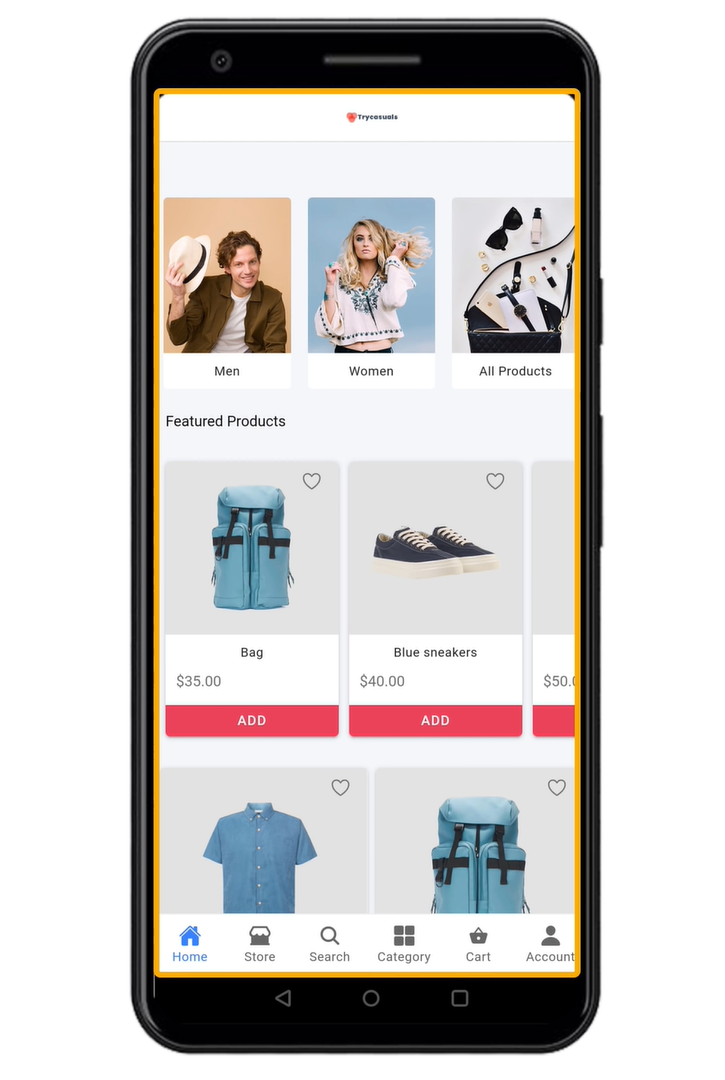 Trycasuals
Men
Women
All Products
Featured Products
Bag
Blue sneakers
$35.00
$40.00
$50.0
ADD
ADD
Home
Store
Search
Category
Cart
Account